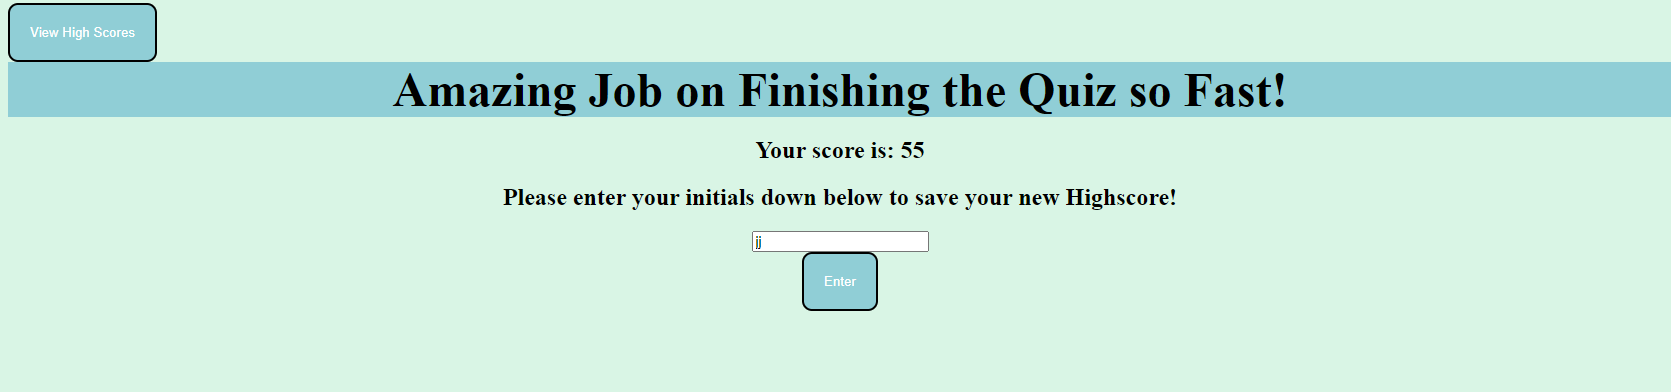 View High Scores
Amazing Job on Finishing the Quiz so Fast!
Your score is: 55
Please enter your initials down below to save your new Highscore!
jj
Enter